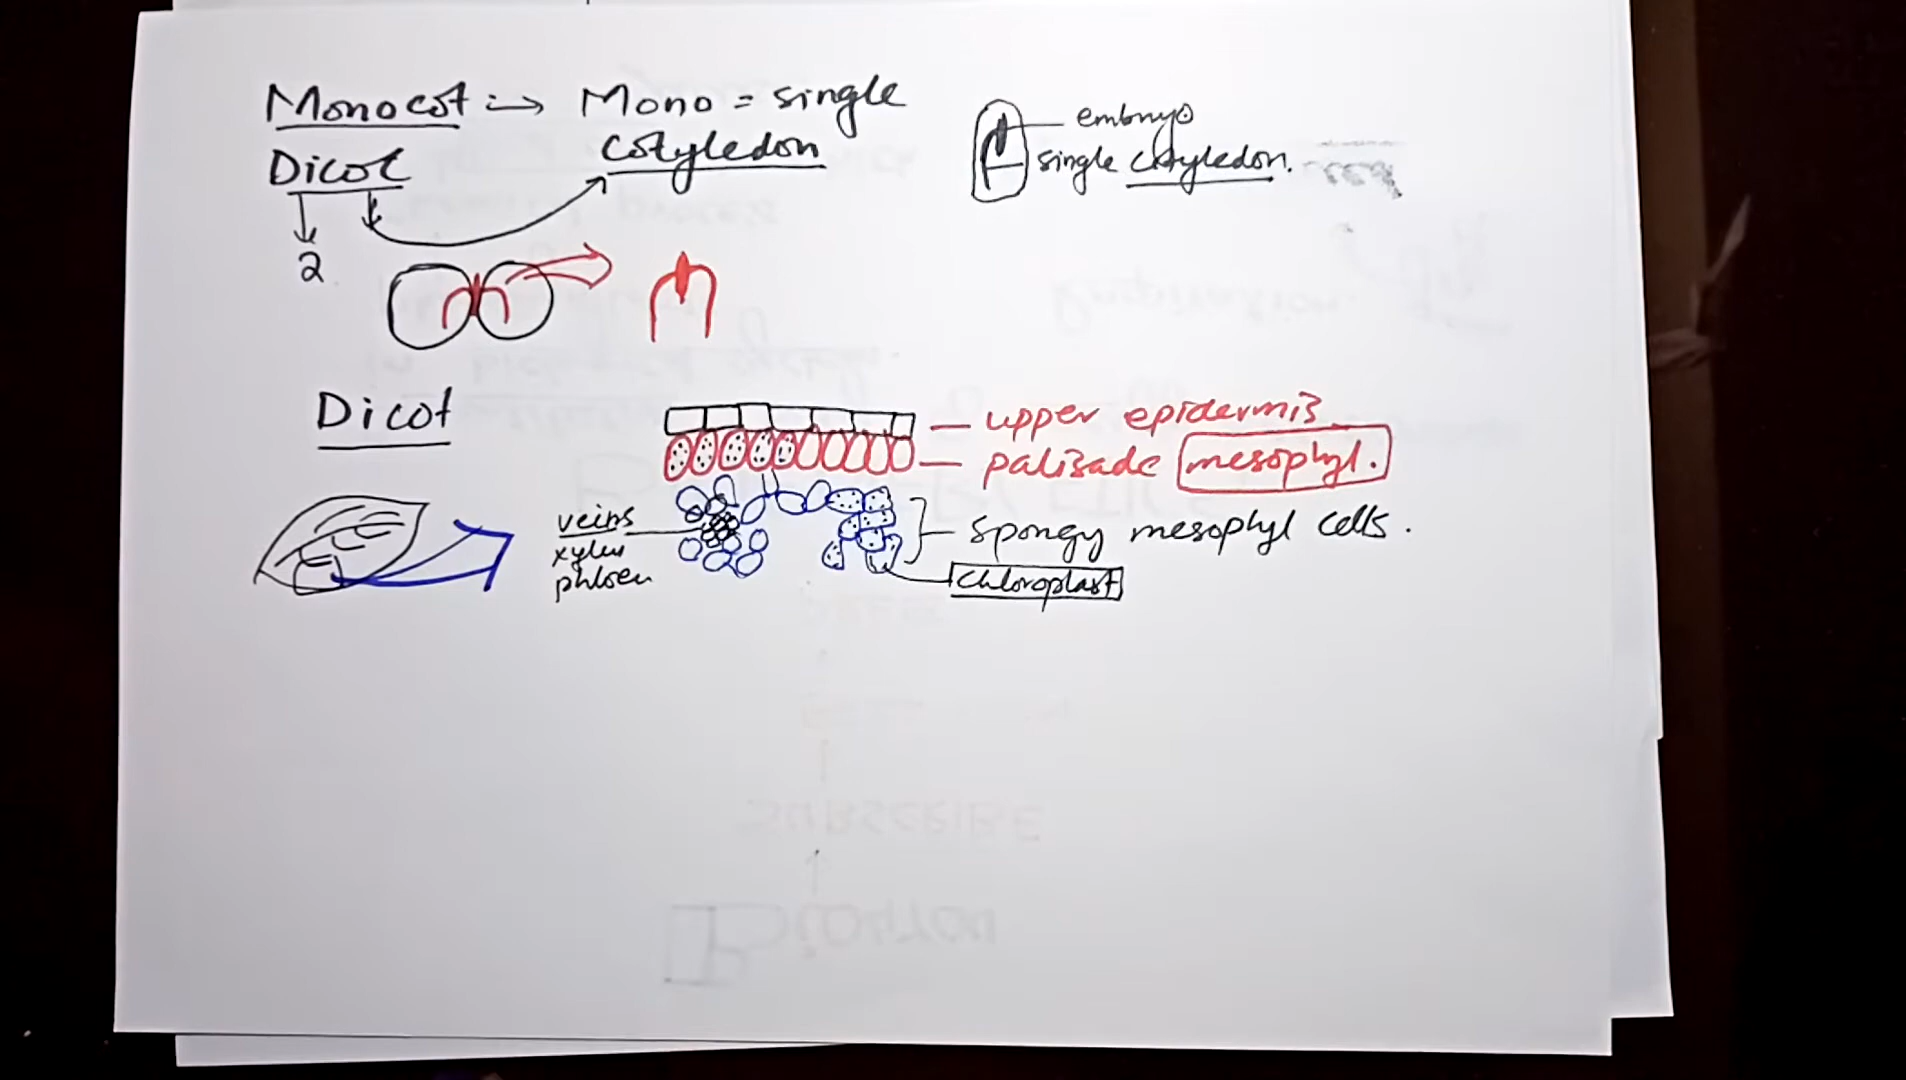 Monocot :-> Mono = single
cotyledon
Dicot
2
embryo
single cotyledon.
Dicot
upper epidermis
palisade mesophyl.
veins
xylem
phloem
spongy mesophyl cells.
chloroplast